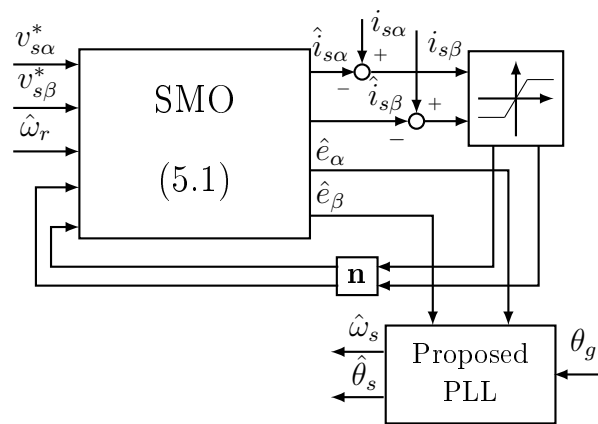 v*sα
v*sβ
ω̂r
SMO
(5.1)
îsα
isα
+
−
îsβ
isβ
+
−
êα
êβ
n
ω̂s
θ̂s
Proposed
PLL
θg